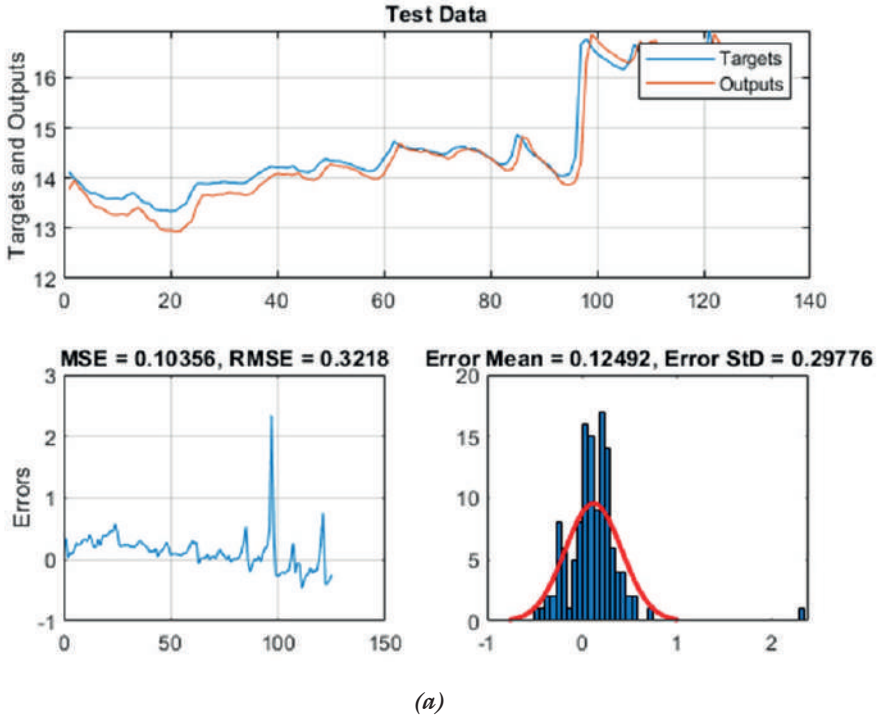 Test Data
Targets and Outputs
16
15
14
13
12
0 20 40 60 80 100 120 140
Targets
Outputs
MSE = 0.10356, RMSE = 0.3218
Errors
3
2
1
0
-1
0 50 100 150
Error Mean = 0.12492, Error StD = 0.29776
20
15
10
5
0
-1 0 1 2
(a)